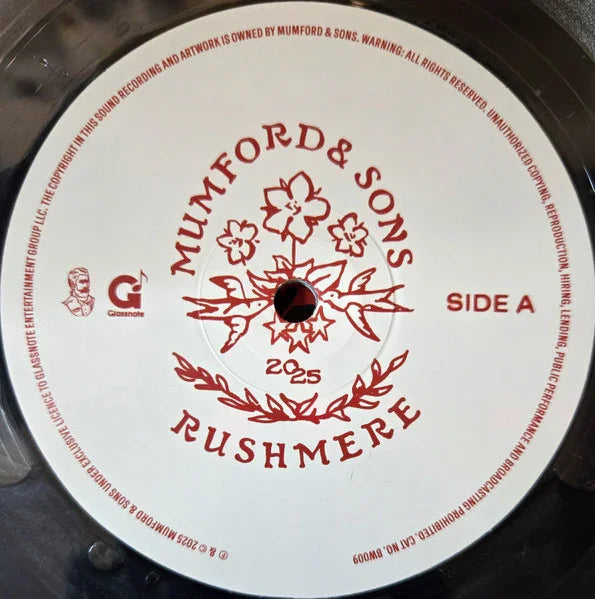 MUMFORD & SONS
2025
RUSHMERE
G
Glassnote
SIDE A
℗ & © 2025 MUMFORD & SONS UNDER EXCLUSIVE LICENCE TO GLASSNOTE ENTERTAINMENT GROUP LLC. THE COPYRIGHT IN THIS SOUND RECORDING AND ARTWORK IS OWNED BY MUMFORD & SONS. WARNING: ALL RIGHTS RESERVED. UNAUTHORIZED COPYING, REPRODUCTION, HIRING, LENDING, PUBLIC PERFORMANCE AND BROADCASTING PROHIBITED. CAT NO. BW009